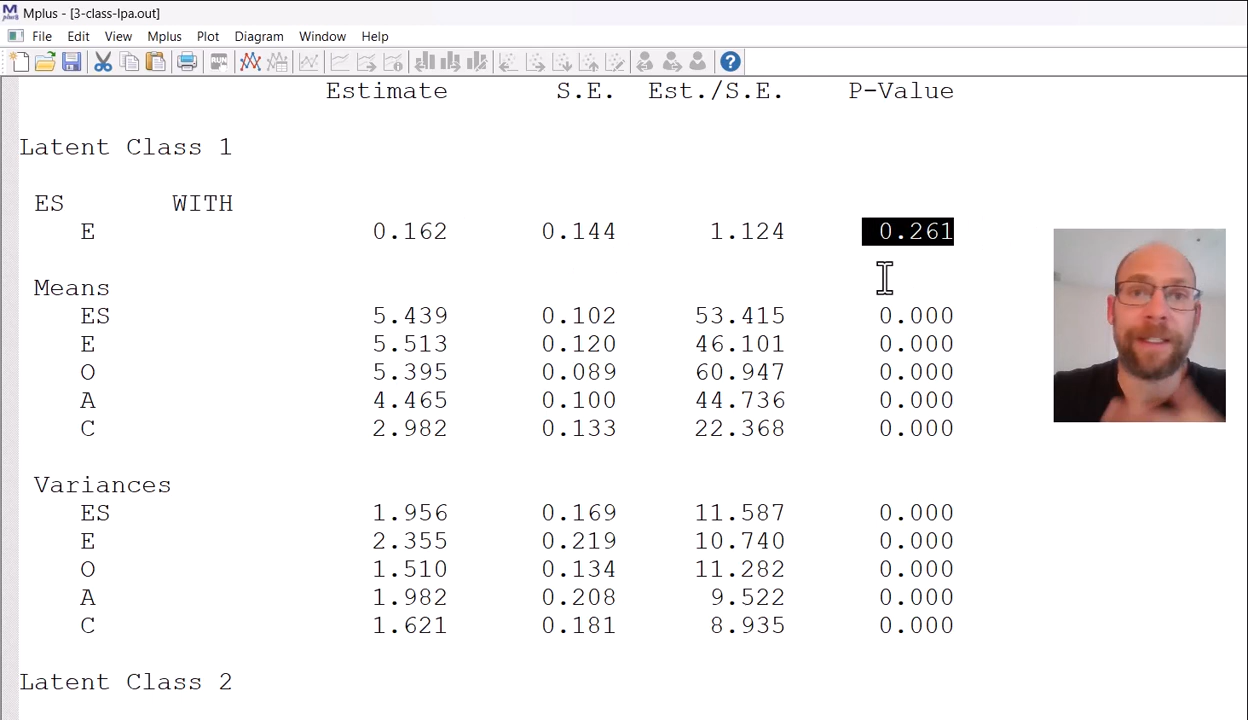 Mplus - [3-class-lpa.out]
File Edit View Mplus Plot Diagram Window Help
RUN
Estimate S.E. Est./S.E. P-Value
Latent Class 1
ES WITH
E 0.162 0.144 1.124 0.261
Means
ES 5.439 0.102 53.415 0.000
E 5.513 0.120 46.101 0.000
O 5.395 0.089 60.947 0.000
A 4.465 0.100 44.736 0.000
C 2.982 0.133 22.368 0.000
Variances
ES 1.956 0.169 11.587 0.000
E 2.355 0.219 10.740 0.000
O 1.510 0.134 11.282 0.000
A 1.982 0.208 9.522 0.000
C 1.621 0.181 8.935 0.000
Latent Class 2